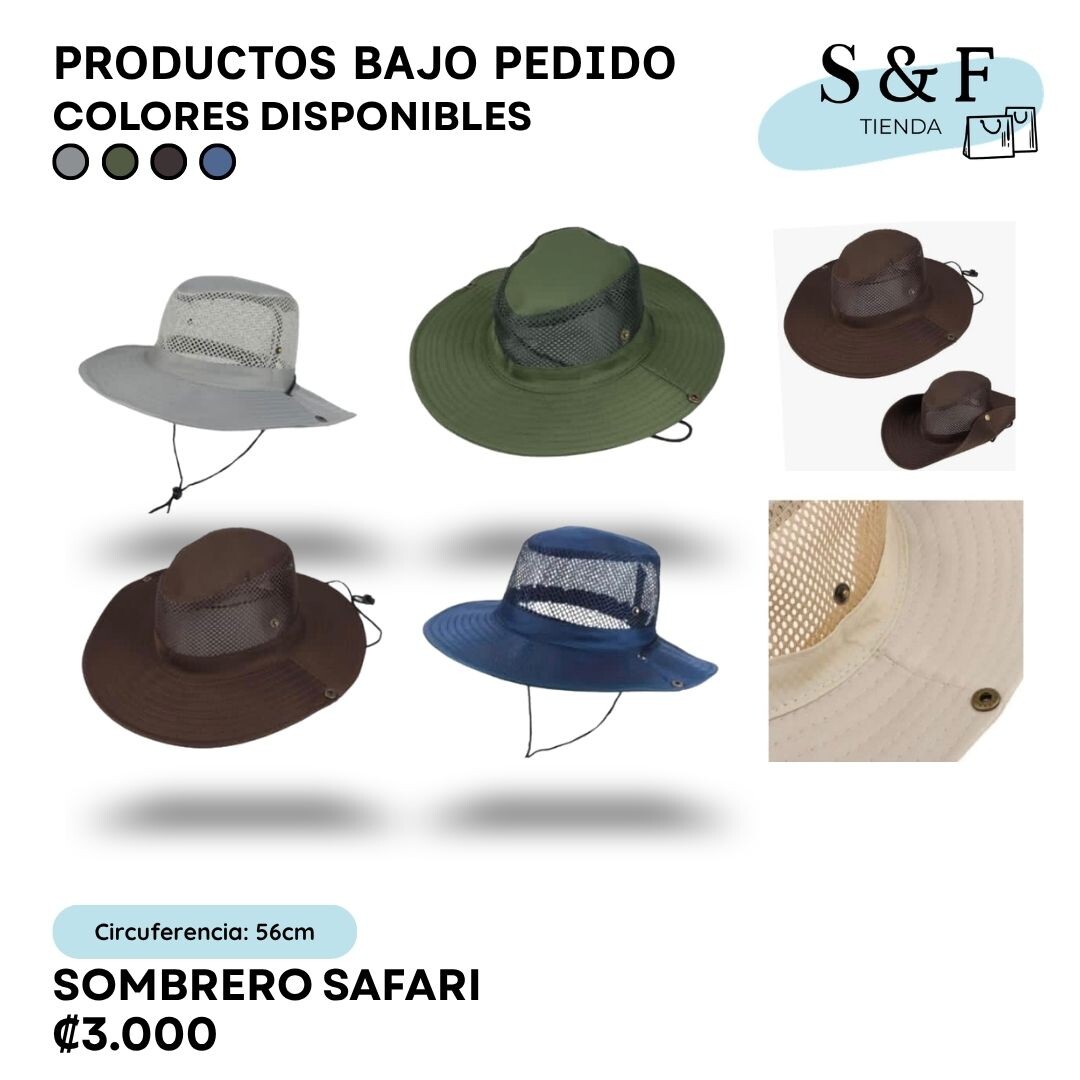 PRODUCTOS BAJO PEDIDO
COLORES DISPONIBLES
S & F
TIENDA
Circuferencia: 56cm
SOMBRERO SAFARI
₡3.000